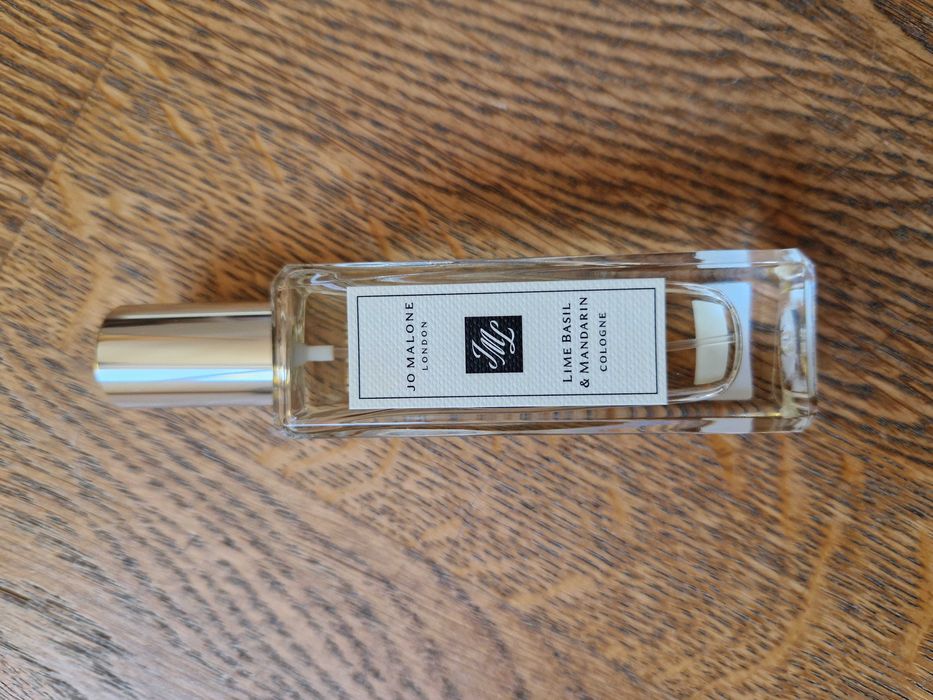 JO MALONE
LONDON
JML
LIME BASIL
& MANDARIN
COLOGNE